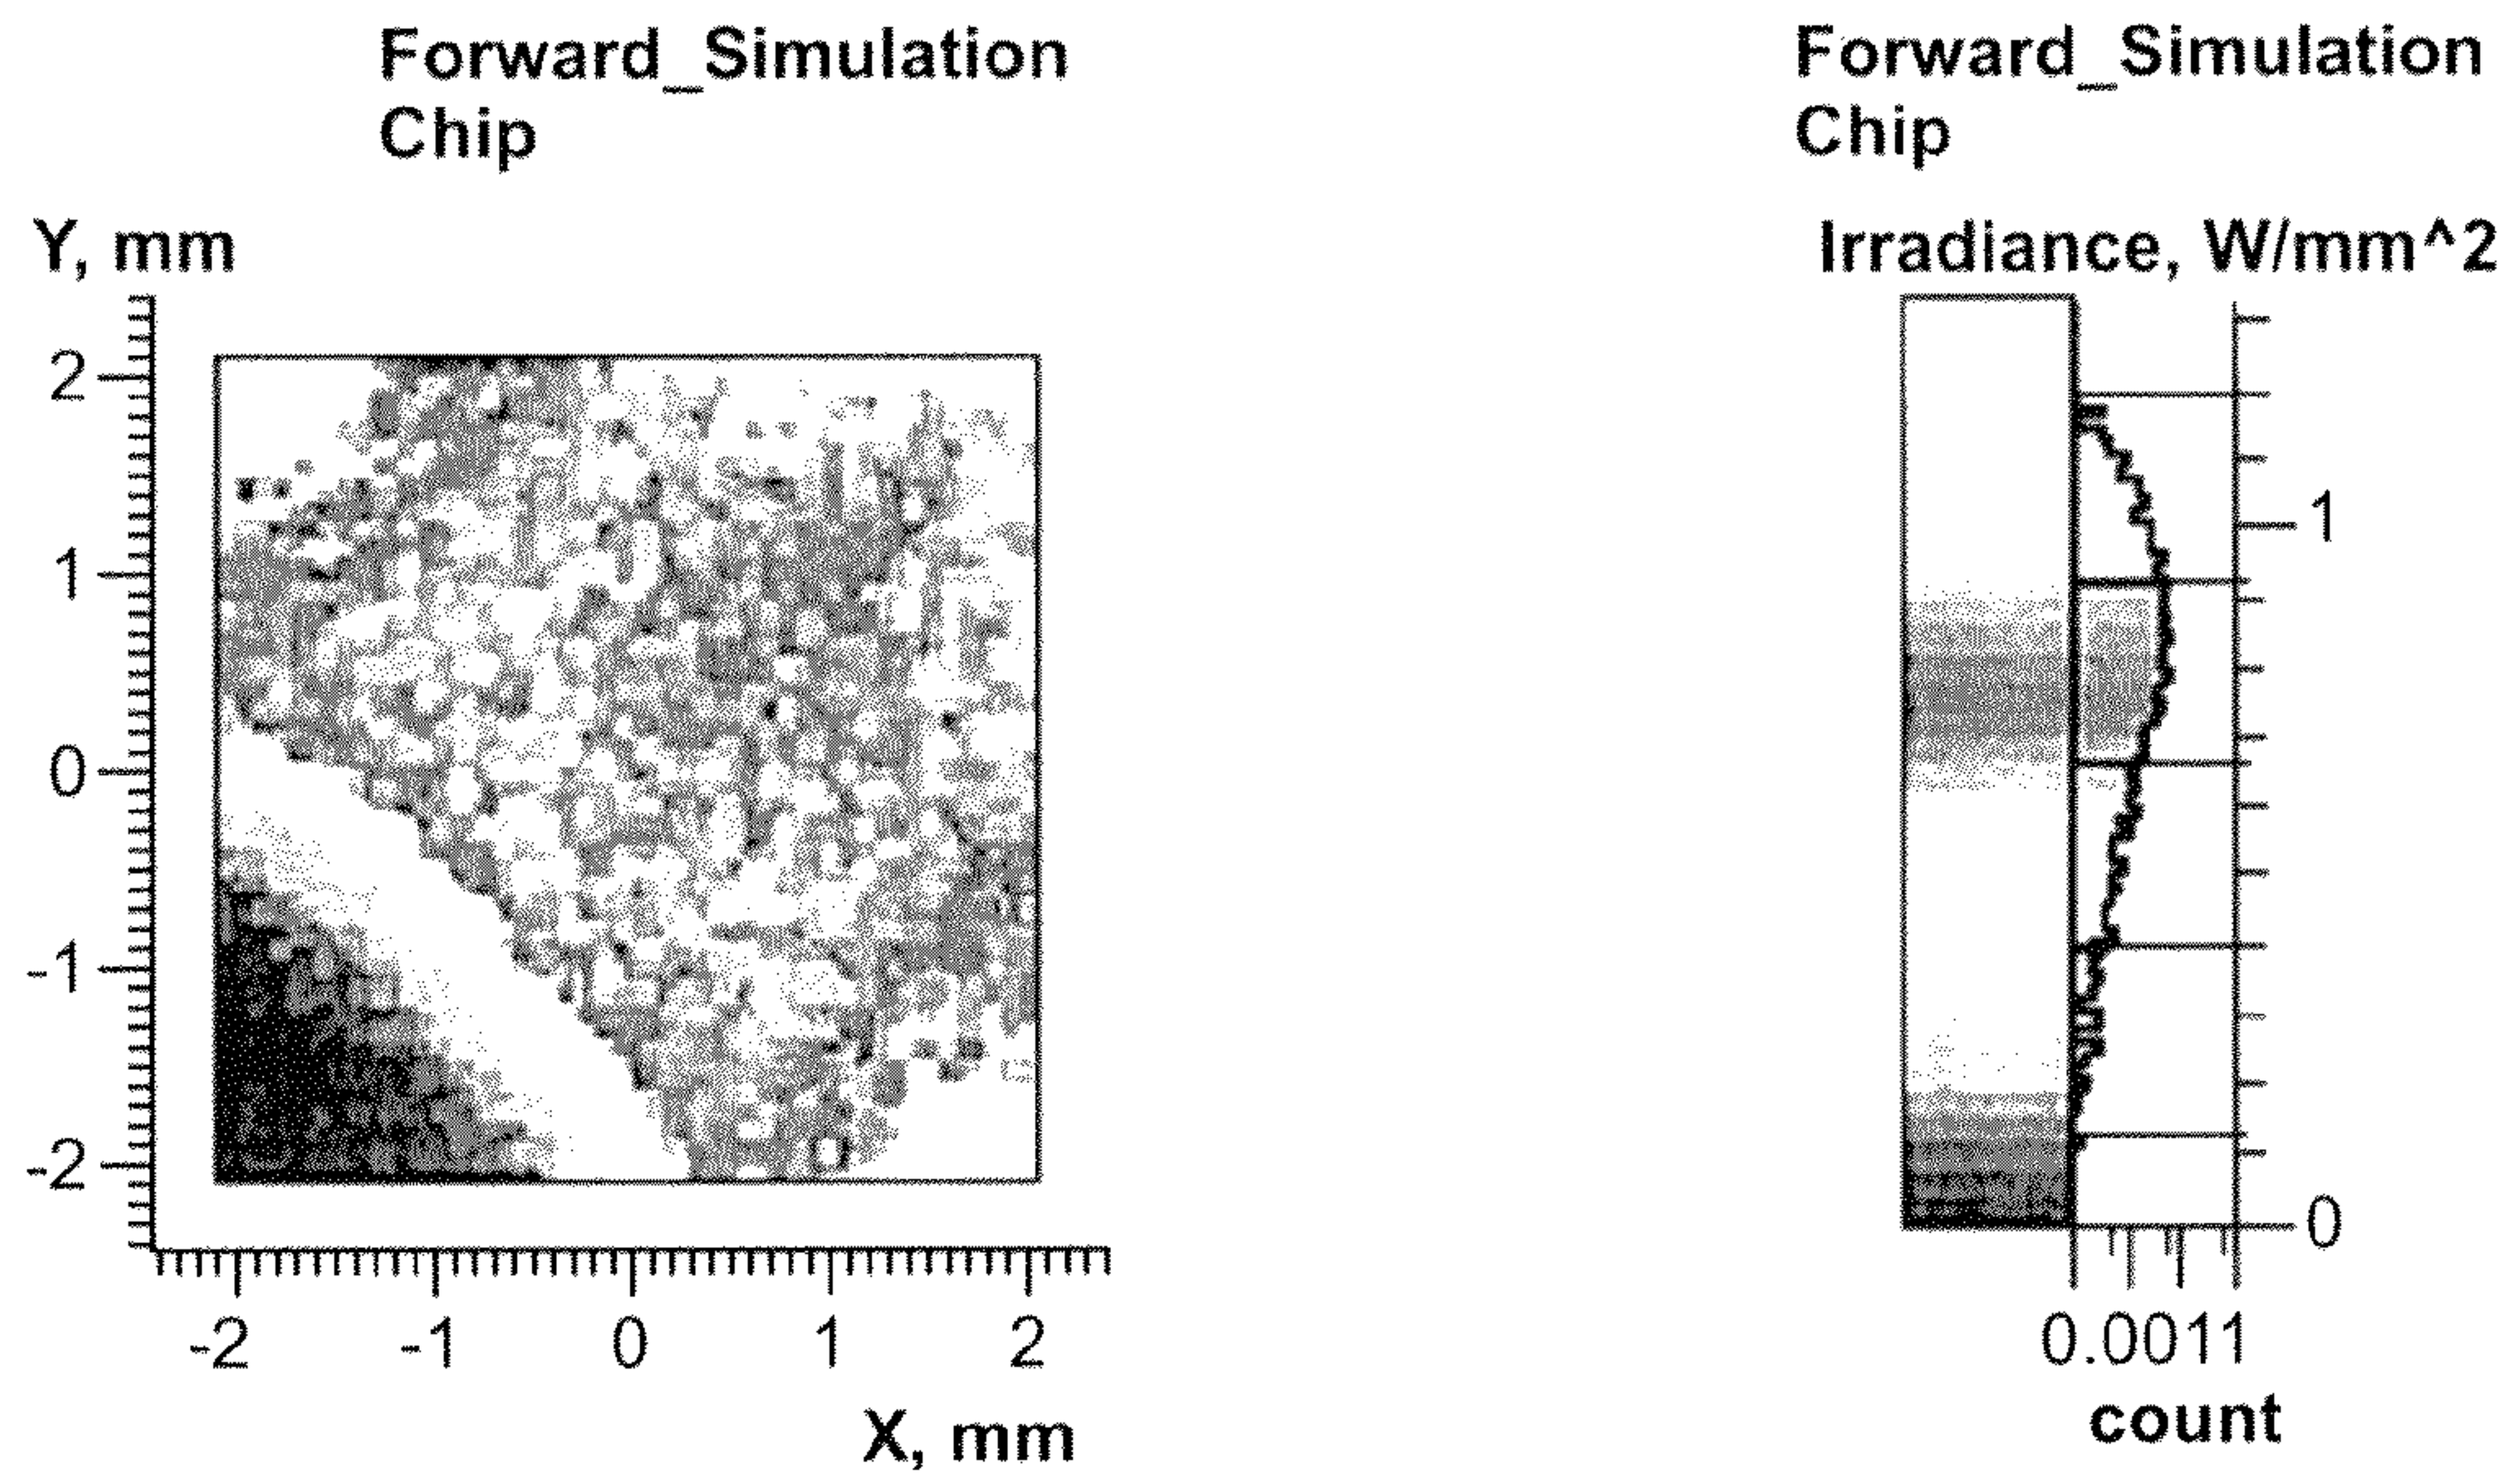 Forward_Simulation
Chip
Y, mm
2
1
0
-1
-2
-2 -1 0 1 2
X, mm
Forward_Simulation
Chip
Irradiance, W/mm^2
1
0
0.0011
count